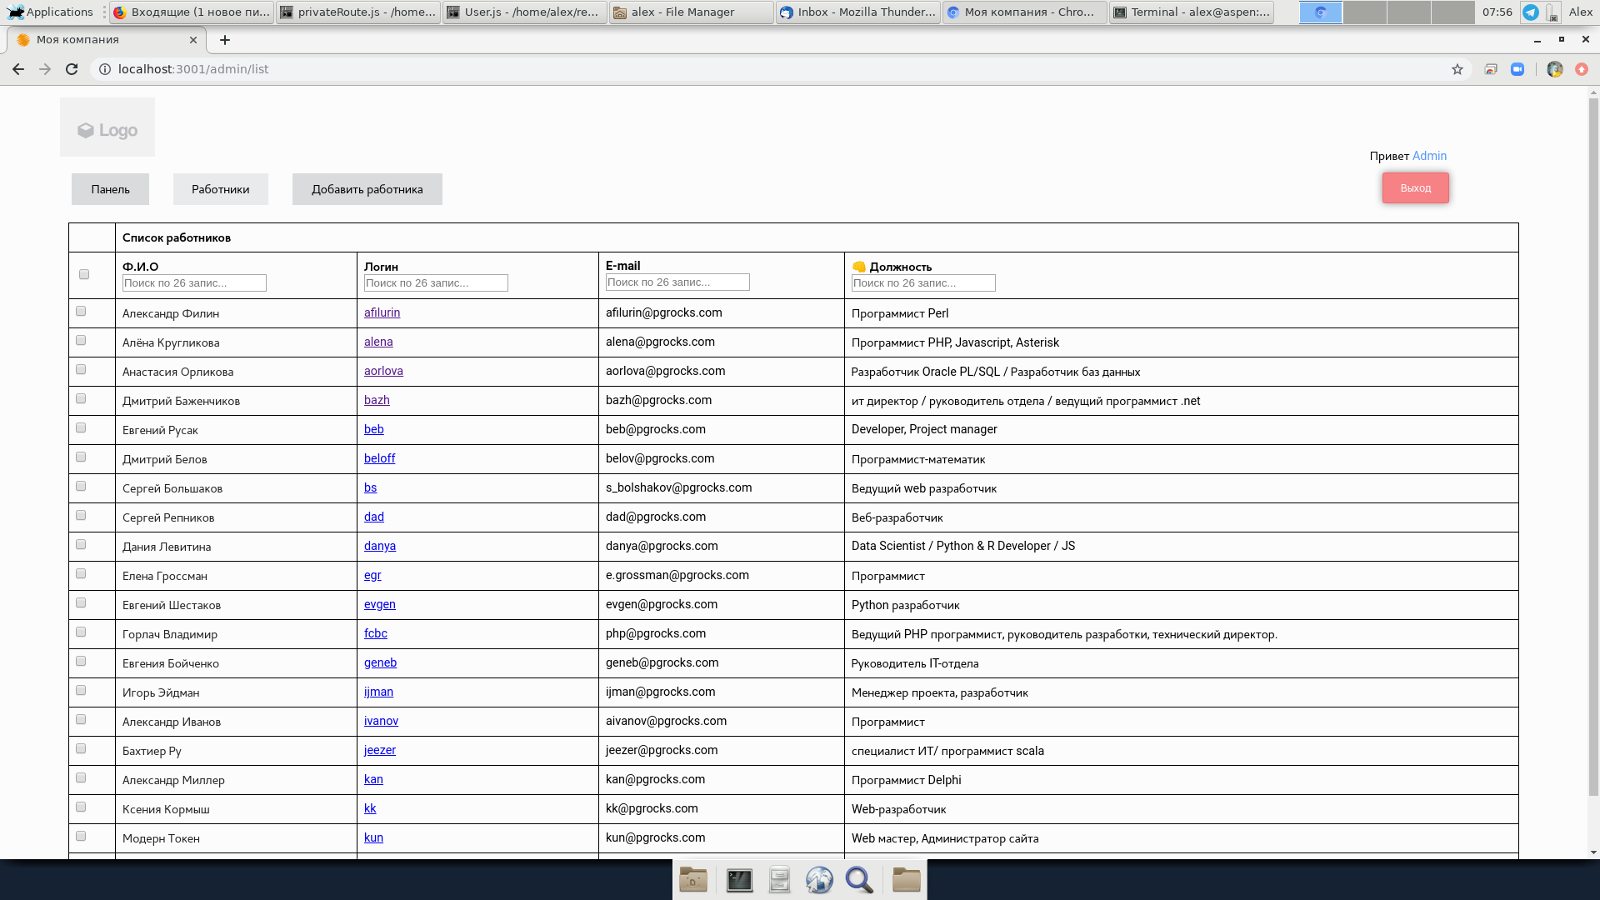 Applications Входящие (1 новое пи... privateRoute.js - /home... User.js - /home/alex/re... alex - File Manager Inbox - Mozilla Thunder... Моя компания - Chro... Terminal - alex@aspen:... 07:56 Alex
Моя компания
localhost:3001/admin/list
Logo
Привет Admin
Панель Работники Добавить работника Выход
Список работников
Ф.И.О Логин E-mail Должность
Поиск по 26 запис... Поиск по 26 запис... Поиск по 26 запис... Поиск по 26 запис...
Александр Филин afilurin afilurin@pgrocks.com Программист Perl
Алёна Кругликова alena alena@pgrocks.com Программист PHP, Javascript, Asterisk
Анастасия Орликова aorlova aorlova@pgrocks.com Разработчик Oracle PL/SQL / Разработчик баз данных
Дмитрий Баженчиков bazh bazh@pgrocks.com ит директор / руководитель отдела / ведущий программист .net
Евгений Русак beb beb@pgrocks.com Developer, Project manager
Дмитрий Белов beloff belov@pgrocks.com Программист-математик
Сергей Большаков bs s_bolshakov@pgrocks.com Ведущий web разработчик
Сергей Репников dad dad@pgrocks.com Веб-разработчик
Дания Левитина danya danya@pgrocks.com Data Scientist / Python & R Developer / JS
Елена Гроссман egr e.grossman@pgrocks.com Программист
Евгений Шестаков evgen evgen@pgrocks.com Python разработчик
Горлач Владимир fcbc php@pgrocks.com Ведущий PHP программист, руководитель разработки, технический директор.
Евгения Бойченко geneb geneb@pgrocks.com Руководитель IT-отдела
Игорь Эйдман ijman ijman@pgrocks.com Менеджер проекта, разработчик
Александр Иванов ivanov aivanov@pgrocks.com Программист
Бахтиер Ру jeezer jeezer@pgrocks.com специалист ИТ/ программист scala
Александр Миллер kan kan@pgrocks.com Программист Delphi
Ксения Кормыш kk kk@pgrocks.com Web-разработчик
Модерн Токен kun kun@pgrocks.com Web мастер, Администратор сайта